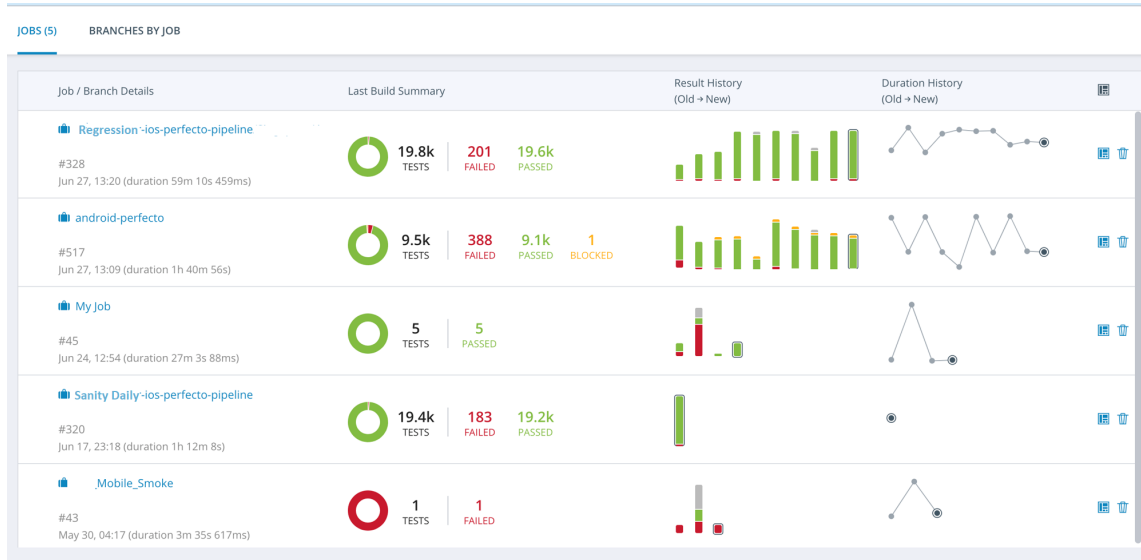 JOBS (5) BRANCHES BY JOB
Job / Branch Details Last Build Summary Result History Duration History
(Old → New) (Old → New)
Regression-ios-perfecto-pipeline
19.8k 201 19.6k
TESTS FAILED PASSED
#328
Jun 27, 13:20 (duration 59m 10s 459ms)
android-perfecto
9.5k 388 9.1k 1
TESTS FAILED PASSED BLOCKED
#517
Jun 27, 13:09 (duration 1h 40m 56s)
My Job
5 5
TESTS PASSED
#45
Jun 24, 12:54 (duration 27m 3s 88ms)
Sanity Daily-ios-perfecto-pipeline
19.4k 183 19.2k
TESTS FAILED PASSED
#320
Jun 17, 23:18 (duration 1h 12m 8s)
_Mobile_Smoke
1 1
TESTS FAILED
#43
May 30, 04:17 (duration 3m 35s 617ms)